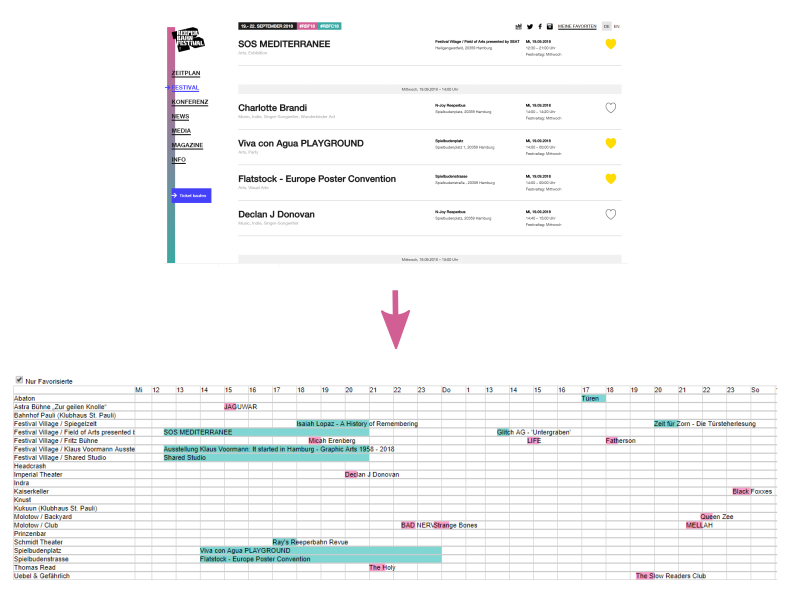 REEPER
BAHN
FESTIVAL
19.- 22. SEPTEMBER 2018 #RBF18 #RBFC18
MEINE FAVORITEN DE EN
ZEITPLAN
FESTIVAL
KONFERENZ
NEWS
MEDIA
MAGAZINE
INFO
Ticket kaufen
SOS MEDITERRANEE
Arts, Exhibition
Festival Village / Field of Arts presented by SEAT
Heiligengeistfeld, 20359 Hamburg
Mi, 19.09.2018
12:30 – 21:00 Uhr
Festivaltag: Mittwoch
Mittwoch, 19.09.2018 – 14:00 Uhr
Charlotte Brandi
Music, Indie, Singer-Songwriter, Wunderkinder Act
N-Joy Reeperbus
Spielbudenplatz, 20359 Hamburg
Mi, 19.09.2018
14:00 – 14:20 Uhr
Festivaltag: Mittwoch
Viva con Agua PLAYGROUND
Arts, Party
Spielbudenplatz
Spielbudenplatz 1, 20359 Hamburg
Mi, 19.09.2018
14:00 – 00:00 Uhr
Festivaltag: Mittwoch
Flatstock - Europe Poster Convention
Arts, Visual Arts
Spielbudenstrasse
Spielbudenstraße, 20359 Hamburg
Mi, 19.09.2018
14:00 – 00:00 Uhr
Festivaltag: Mittwoch
Declan J Donovan
Music, Indie, Singer-Songwriter
N-Joy Reeperbus
Spielbudenplatz, 20359 Hamburg
Mi, 19.09.2018
14:40 – 15:00 Uhr
Festivaltag: Mittwoch
Mittwoch, 19.09.2018 – 15:00 Uhr
Nur Favorisierte
Mi 12 13 14 15 16 17 18 19 20 21 22 23 Do 1 13 14 15 16 17 18 19 20 21 22 23 So
Abaton Türen
Astra Bühne „Zur geilen Knolle“ JAGUWAR
Bahnhof Pauli (Klubhaus St. Pauli)
Festival Village / Spiegelzelt Isaiah Lopaz - A History of Remembering Zeit für Zorn - Die Türsteherlesung
Festival Village / Field of Arts presented b SOS MEDITERRANEE Glitch AG - 'Untergraben'
Festival Village / Fritz Bühne Micah Erenberg LIFE Fatherson
Festival Village / Klaus Voormann Ausste Ausstellung Klaus Voormann: It started in Hamburg - Graphic Arts 1958 - 2018
Festival Village / Shared Studio Shared Studio
Headcrash
Imperial Theater Declan J Donovan
Indra
Kaiserkeller Black Foxxes
Knust
Kukuun (Klubhaus St. Pauli)
Molotow / Backyard Queen Zee
Molotow / Club BAD NERV Strange Bones MELLAH
Prinzenbar
Schmidt Theater Ray's Reeperbahn Revue
Spielbudenplatz Viva con Agua PLAYGROUND
Spielbudenstrasse Flatstock - Europe Poster Convention
Thomas Read The Holy
Uebel & Gefährlich The Slow Readers Club